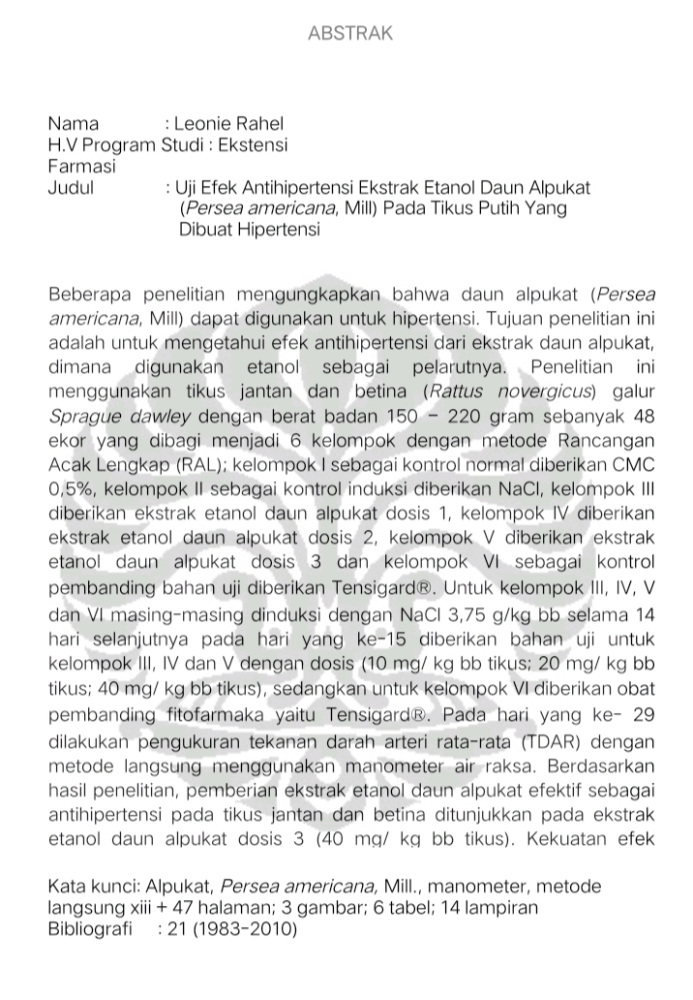 ABSTRAK
Nama : Leonie Rahel
H.V Program Studi : Ekstensi
Farmasi
Judul : Uji Efek Antihipertensi Ekstrak Etanol Daun Alpukat
(Persea americana, Mill) Pada Tikus Putih Yang
Dibuat Hipertensi
Beberapa penelitian mengungkapkan bahwa daun alpukat (Persea
americana, Mill) dapat digunakan untuk hipertensi. Tujuan penelitian ini
adalah untuk mengetahui efek antihipertensi dari ekstrak daun alpukat,
dimana digunakan etanol sebagai pelarutnya. Penelitian ini
menggunakan tikus jantan dan betina (Rattus novergicus) galur
Sprague dawley dengan berat badan 150 – 220 gram sebanyak 48
ekor yang dibagi menjadi 6 kelompok dengan metode Rancangan
Acak Lengkap (RAL); kelompok I sebagai kontrol normal diberikan CMC
0,5%, kelompok II sebagai kontrol induksi diberikan NaCl, kelompok III
diberikan ekstrak etanol daun alpukat dosis 1, kelompok IV diberikan
ekstrak etanol daun alpukat dosis 2, kelompok V diberikan ekstrak
etanol daun alpukat dosis 3 dan kelompok VI sebagai kontrol
pembanding bahan uji diberikan Tensigard®. Untuk kelompok III, IV, V
dan VI masing-masing dinduksi dengan NaCl 3,75 g/kg bb selama 14
hari selanjutnya pada hari yang ke-15 diberikan bahan uji untuk
kelompok III, IV dan V dengan dosis (10 mg/ kg bb tikus; 20 mg/ kg bb
tikus; 40 mg/ kg bb tikus), sedangkan untuk kelompok VI diberikan obat
pembanding fitofarmaka yaitu Tensigard®. Pada hari yang ke- 29
dilakukan pengukuran tekanan darah arteri rata-rata (TDAR) dengan
metode langsung menggunakan manometer air raksa. Berdasarkan
hasil penelitian, pemberian ekstrak etanol daun alpukat efektif sebagai
antihipertensi pada tikus jantan dan betina ditunjukkan pada ekstrak
etanol daun alpukat dosis 3 (40 mg/ kg bb tikus). Kekuatan efek
Kata kunci: Alpukat, Persea americana, Mill., manometer, metode
langsung xiii + 47 halaman; 3 gambar; 6 tabel; 14 lampiran
Bibliografi : 21 (1983-2010)